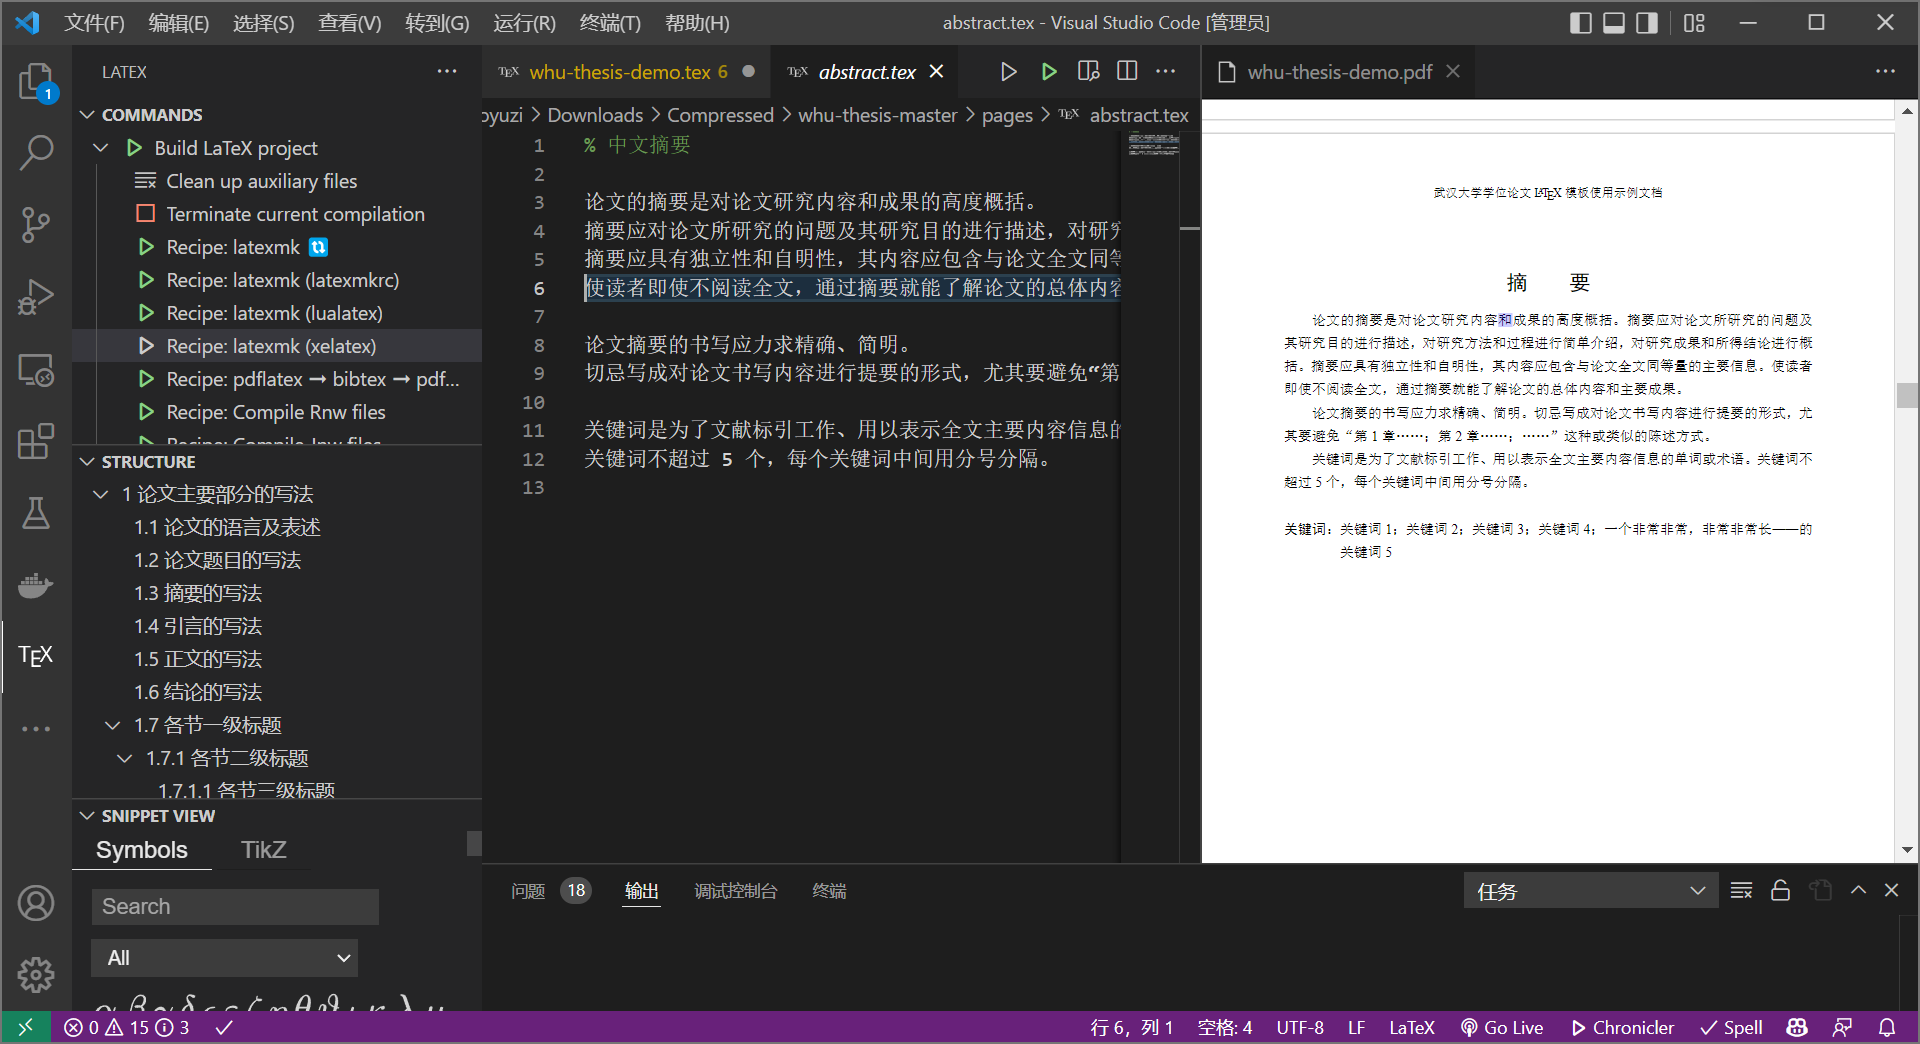 文件(F) 编辑(E) 选择(S) 查看(V) 转到(G) 运行(R) 终端(T) 帮助(H)
abstract.tex - Visual Studio Code [管理员]
1
TEX
LATEX
COMMANDS
Build LaTeX project
Clean up auxiliary files
Terminate current compilation
Recipe: latexmk
Recipe: latexmk (latexmkrc)
Recipe: latexmk (lualatex)
Recipe: latexmk (xelatex)
Recipe: pdflatex ➞ bibtex ➞ pdf...
Recipe: Compile Rnw files
Recipe: Compile Jnw files
STRUCTURE
1 论文主要部分的写法
1.1 论文的语言及表述
1.2 论文题目的写法
1.3 摘要的写法
1.4 引言的写法
1.5 正文的写法
1.6 结论的写法
1.7 各节一级标题
1.7.1 各节二级标题
1.7.1.1 各节三级标题
SNIPPET VIEW
Symbols TikZ
Search
All
TEX whu-thesis-demo.tex 6
TEX abstract.tex
oyuzi > Downloads > Compressed > whu-thesis-master > pages > TEX abstract.tex
1 % 中文摘要
2
3 论文的摘要是对论文研究内容和成果的高度概括。
4 摘要应对论文所研究的问题及其研究目的进行描述，对研究
5 摘要应具有独立性和自明性，其内容应包含与论文全文同等
6 使读者即使不阅读全文，通过摘要就能了解论文的总体内容
7
8 论文摘要的书写应力求精确、简明。
9 切忌写成对论文书写内容进行提要的形式，尤其要避免“第
10
11 关键词是为了文献标引工作、用以表示全文主要内容信息的
12 关键词不超过 5 个，每个关键词中间用分号分隔。
13
whu-thesis-demo.pdf
武汉大学学位论文 LATEX 模板使用示例文档
摘 要
论文的摘要是对论文研究内容和成果的高度概括。摘要应对论文所研究的问题及
其研究目的进行描述，对研究方法和过程进行简单介绍，对研究成果和所得结论进行概
括。摘要应具有独立性和自明性，其内容应包含与论文全文同等量的主要信息。使读者
即使不阅读全文，通过摘要就能了解论文的总体内容和主要成果。
论文摘要的书写应力求精确、简明。切忌写成对论文书写内容进行提要的形式，尤
其要避免“第 1 章……；第 2 章……；……”这种或类似的陈述方式。
关键词是为了文献标引工作、用以表示全文主要内容信息的单词或术语。关键词不
超过 5 个，每个关键词中间用分号分隔。
关键词：关键词 1；关键词 2；关键词 3；关键词 4；一个非常非常，非常非常长——的
关键词 5
问题 18 输出 调试控制台 终端
任务
0 15 3
行 6，列 1 空格: 4 UTF-8 LF LaTeX Go Live Chronicler Spell